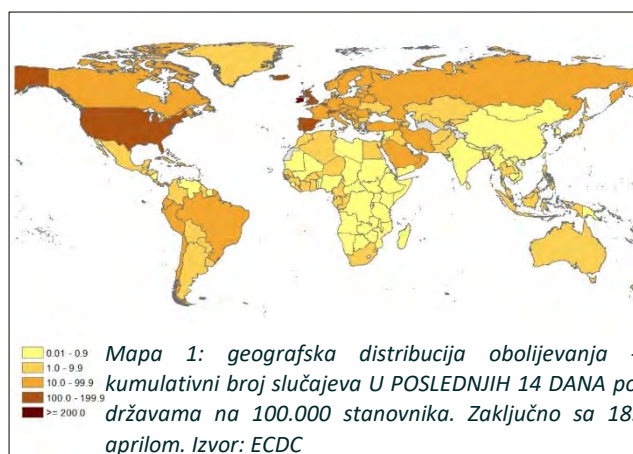 0.01 - 0.9
1.0 - 9.9
10.0 - 99.9
100.0 - 199.9
>= 200.0
Mapa 1: geografska distribucija obolijevanja -
kumulativni broj slučajeva U POSLEDNJIH 14 DANA po
državama na 100.000 stanovnika. Zaključno sa 18.
aprilom. Izvor: ECDC